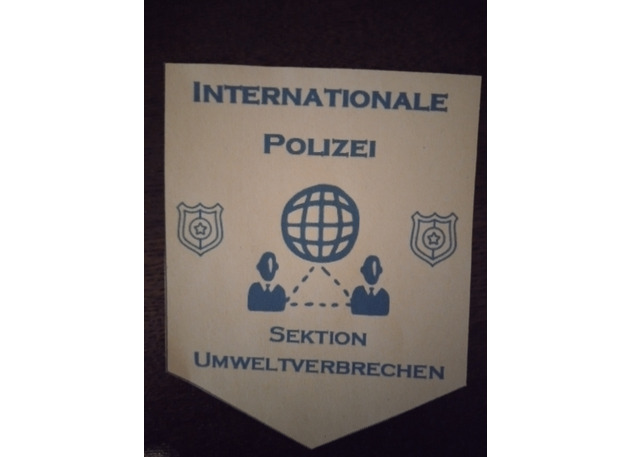 INTERNATIONALE
POLIZEI
SEKTION
UMWELTVERBRECHEN